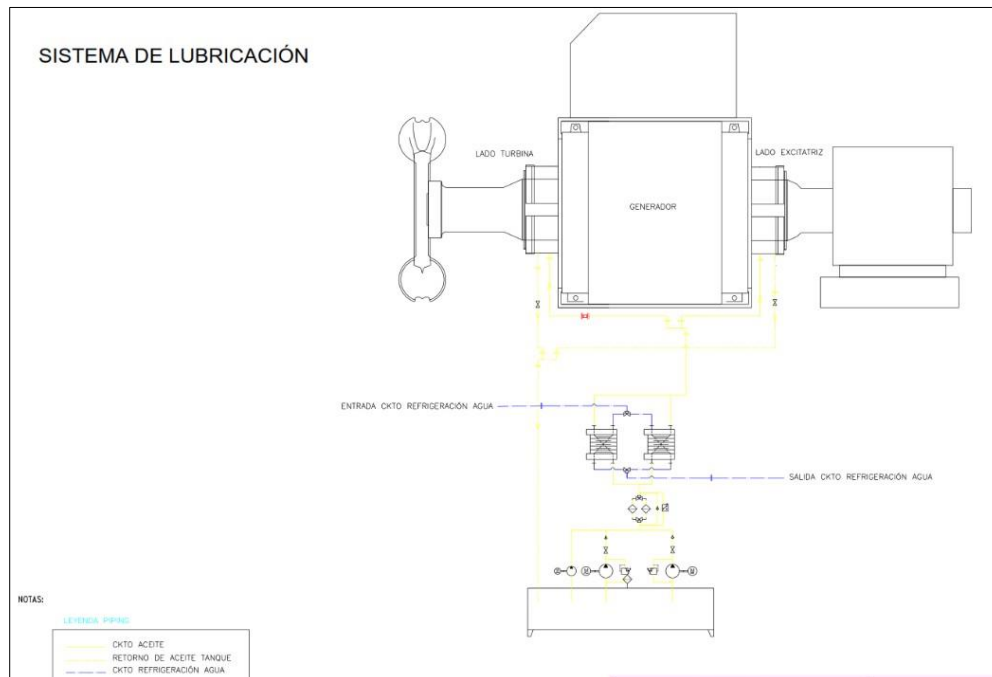 SISTEMA DE LUBRICACIÓN
LADO TURBINA
LADO EXCITATRIZ
GENERADOR
ENTRADA CKTO REFRIGERACIÓN AGUA
SALIDA CKTO REFRIGERACIÓN AGUA
NOTAS:
LEYENDA PIPING
CKTO ACEITE
RETORNO DE ACEITE TANQUE
CKTO REFRIGERACIÓN AGUA